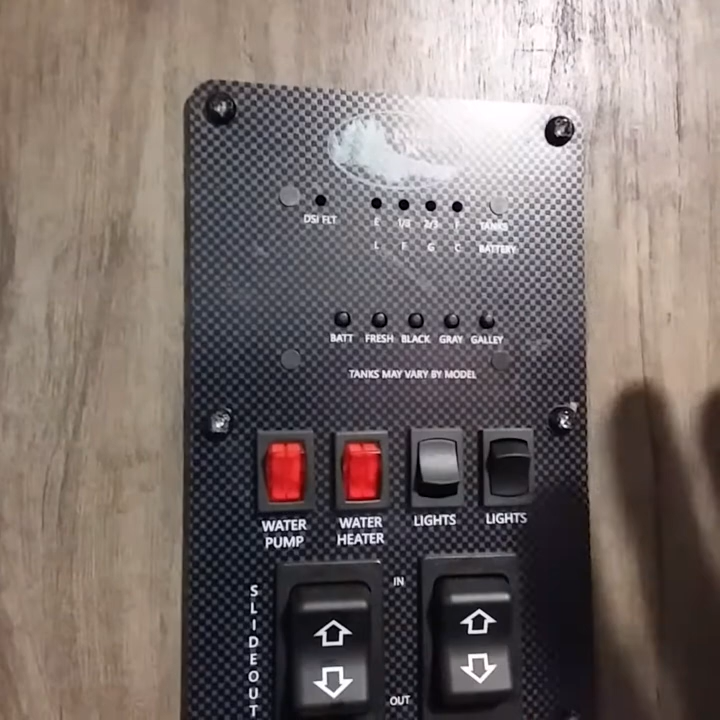 DSI FLT
E 1/3 2/3 F TANKS
L F G C BATTERY
BATT FRESH BLACK GRAY GALLEY
TANKS MAY VARY BY MODEL
WATER PUMP
WATER HEATER
LIGHTS
LIGHTS
SLIDEOUT
IN
OUT